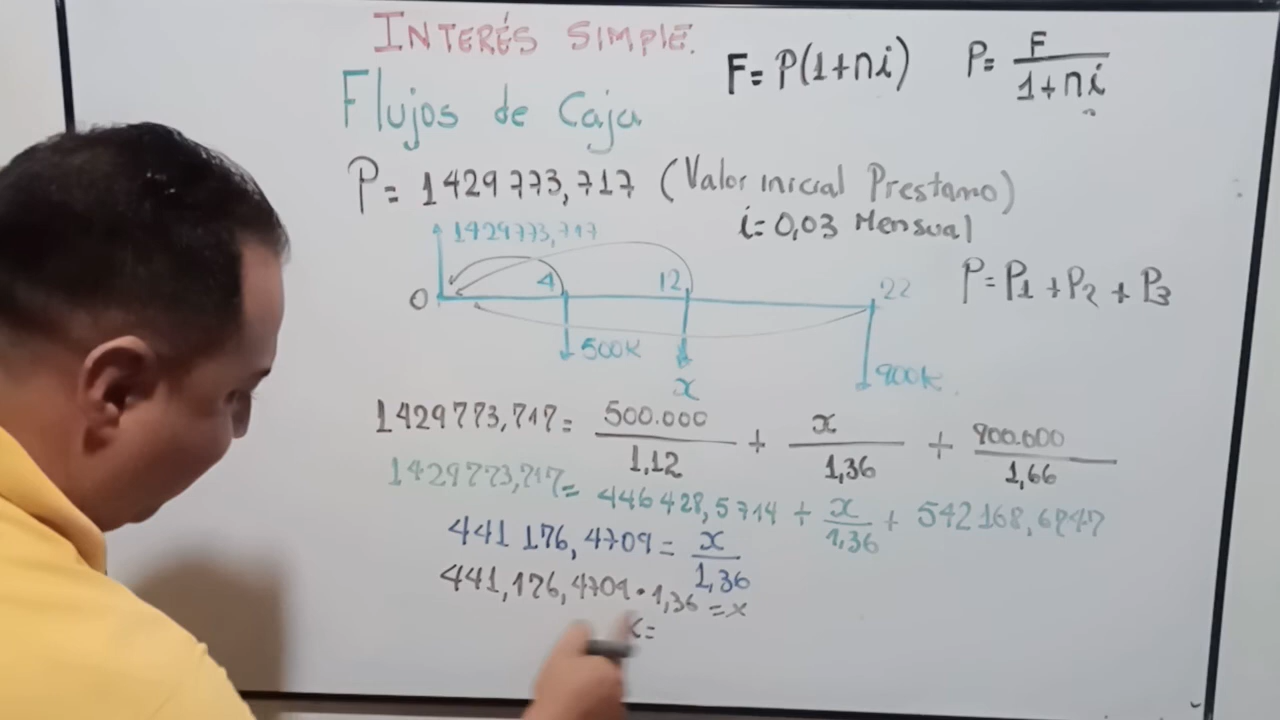 INTERÉS SIMPLE.
F= P(1+ni) P= F / 1+ni
Flujos de Caja
P= 1429773,717 (Valor inicial Prestamo)
i=0,03 Mensual
1429773,717
0 4 12 22
P=P1+P2+P3
500K
x
900K.
1429773,717= 500.000 / 1,12 + x / 1,36 + 900.000 / 1,66
1429773,717= 446428,5714 + x / 1,36 + 542168,6747
441176,4709= x / 1,36
441,176,4709·1,36=x
x=